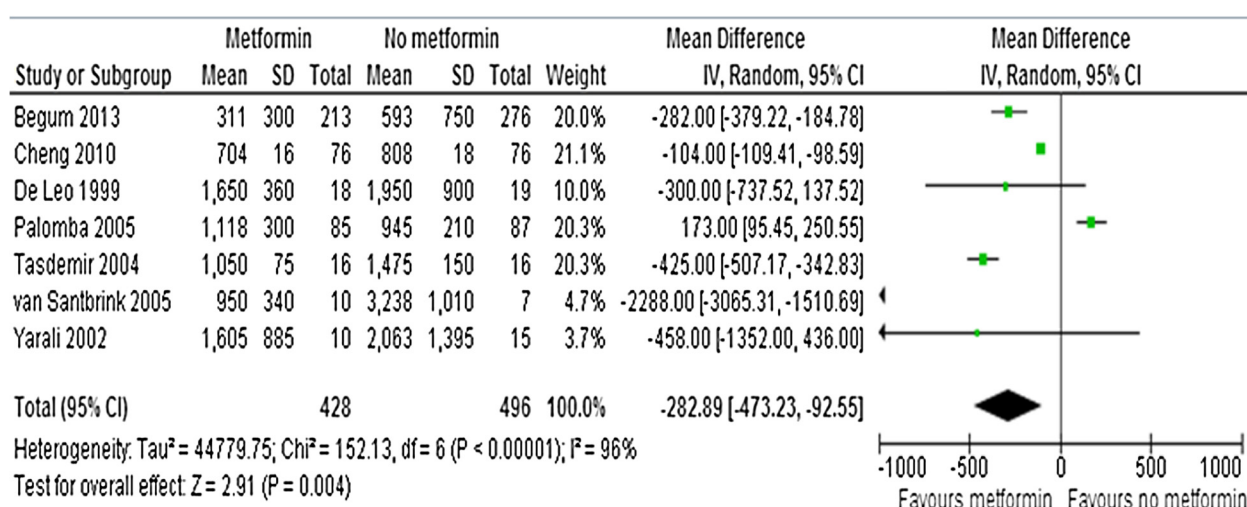 Metformin No metformin Mean Difference Mean Difference
Study or Subgroup Mean SD Total Mean SD Total Weight IV, Random, 95% CI IV, Random, 95% CI
Begum 2013 311 300 213 593 750 276 20.0% -282.00 [-379.22, -184.78]
Cheng 2010 704 16 76 808 18 76 21.1% -104.00 [-109.41, -98.59]
De Leo 1999 1,650 360 18 1,950 900 19 10.0% -300.00 [-737.52, 137.52]
Palomba 2005 1,118 300 85 945 210 87 20.3% 173.00 [95.45, 250.55]
Tasdemir 2004 1,050 75 16 1,475 150 16 20.3% -425.00 [-507.17, -342.83]
van Santbrink 2005 950 340 10 3,238 1,010 7 4.7% -2288.00 [-3065.31, -1510.69]
Yarali 2002 1,605 885 10 2,063 1,395 15 3.7% -458.00 [-1352.00, 436.00]
Total (95% CI) 428 496 100.0% -282.89 [-473.23, -92.55]
Heterogeneity: Tau² = 44779.75; Chi² = 152.13, df = 6 (P < 0.00001); I² = 96%
Test for overall effect: Z = 2.91 (P = 0.004)
-1000 -500 0 500 1000
Favours metformin Favours no metformin